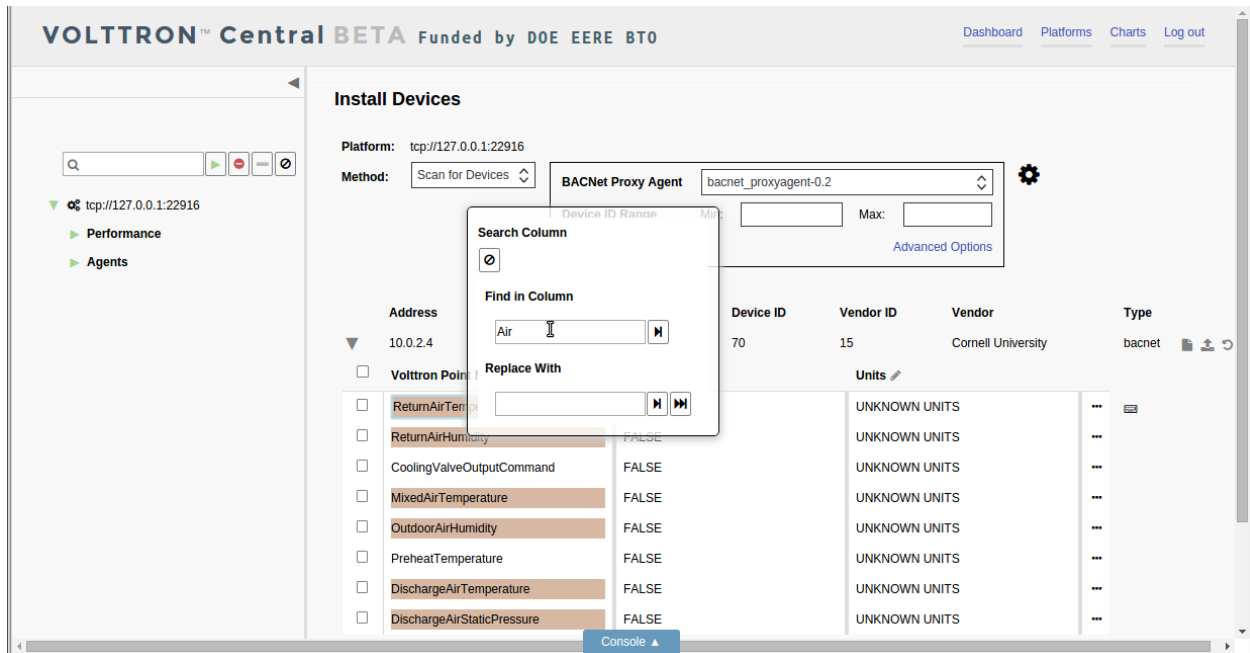 VOLTTRON™ Central BETA Funded by DOE EERE BTO
Dashboard Platforms Charts Log out
Install Devices
Platform: tcp://127.0.0.1:22916
Method: Scan for Devices
BACNet Proxy Agent bacnet_proxyagent-0.2
Device ID Range Min: Max:
Advanced Options
tcp://127.0.0.1:22916
Performance
Agents
Search Column
Find in Column
Air
Replace With
Address Device ID Vendor ID Vendor Type
10.0.2.4 70 15 Cornell University bacnet
Volttron Point Units
ReturnAirTemp UNKNOWN UNITS
ReturnAirHumidity FALSE UNKNOWN UNITS
CoolingValveOutputCommand FALSE UNKNOWN UNITS
MixedAirTemperature FALSE UNKNOWN UNITS
OutdoorAirHumidity FALSE UNKNOWN UNITS
PreheatTemperature FALSE UNKNOWN UNITS
DischargeAirTemperature FALSE UNKNOWN UNITS
DischargeAirStaticPressure FALSE UNKNOWN UNITS
Console ▲